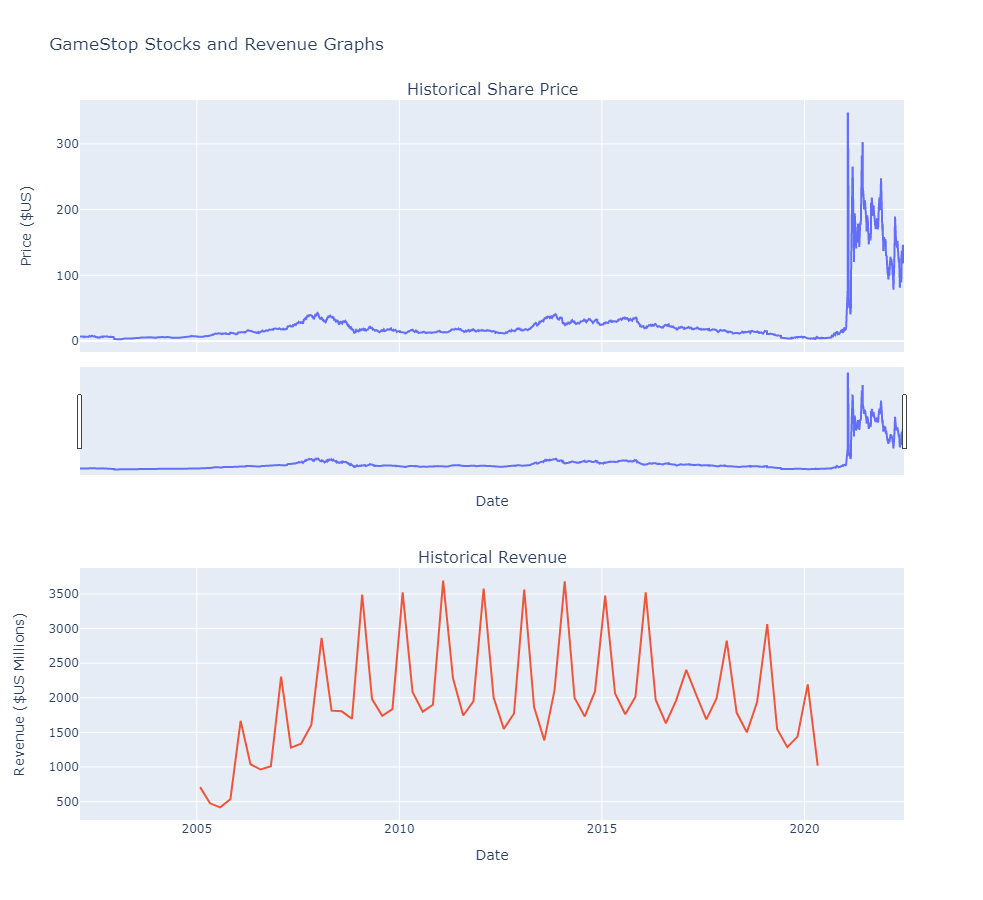 GameStop Stocks and Revenue Graphs
Historical Share Price
300
200
100
0
Price ($US)
Date
Historical Revenue
3500
3000
2500
2000
1500
1000
500
Revenue ($US Millions)
2005 2010 2015 2020
Date